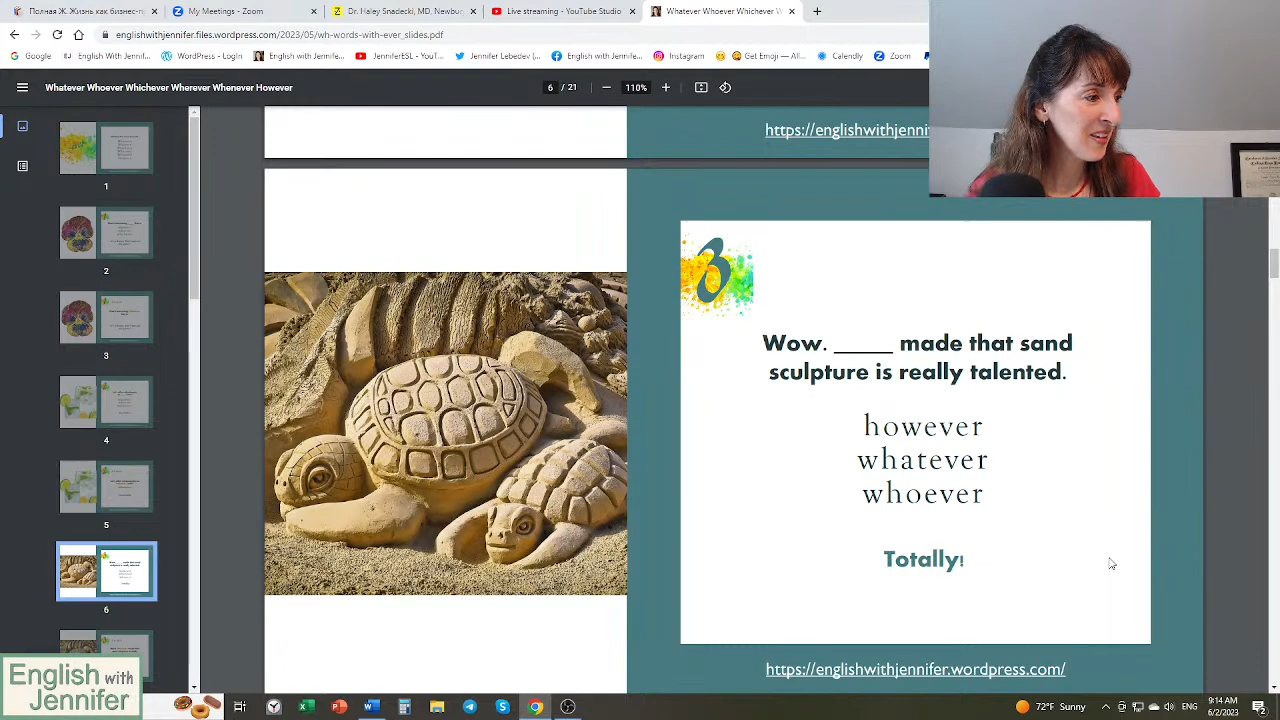 Полная Ж. Жизнь как бизнес-п
My Meetings - Zoom
Dr. Haley Snadecki, MD, Newbur
Live streaming - YouTube Studio
Whatever Whoever Whichever W
englishwithjennifer.files.wordpress.com/2023/05/wh-words-with-ever_slides.pdf
Google
My English With Je...
WordPress - Login
English with Jennife...
JenniferESL - YouT...
Jennifer Lebedev (...
English with Jennife...
Instagram
Get Emoji — All...
Calendly
Zoom
Whatever Whoever Whichever Wherever Whenever However
6 / 21
110%
https://englishwithjenni
1
2
3
4
5
6
3
Wow. _____ made that sand
sculpture is really talented.
however
whatever
whoever
Totally!
https://englishwithjennifer.wordpress.com/
English with
Jennifer
72°F Sunny
ENG
9:14 AM
6/2/2023
2